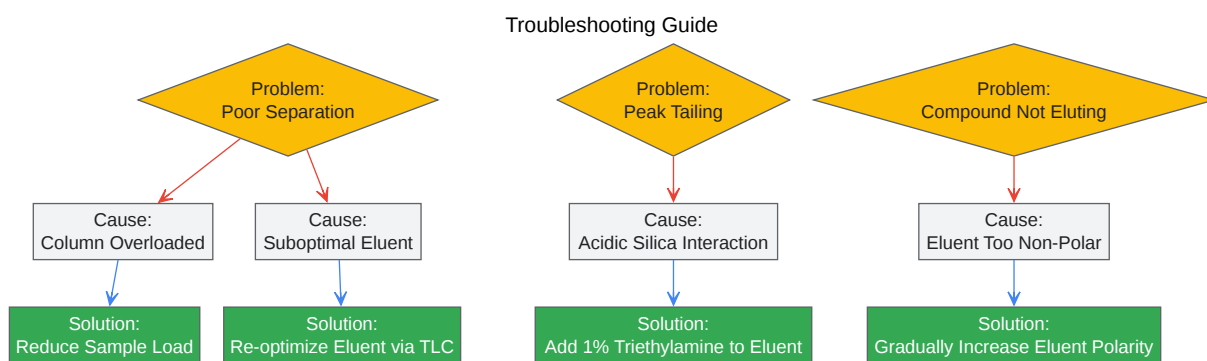 Troubleshooting Guide
Problem:
Poor Separation
Problem:
Peak Tailing
Problem:
Compound Not Eluting
Cause:
Column Overloaded
Cause:
Suboptimal Eluent
Cause:
Acidic Silica Interaction
Cause:
Eluent Too Non-Polar
Solution:
Reduce Sample Load
Solution:
Re-optimize Eluent via TLC
Solution:
Add 1% Triethylamine to Eluent
Solution:
Gradually Increase Eluent Polarity